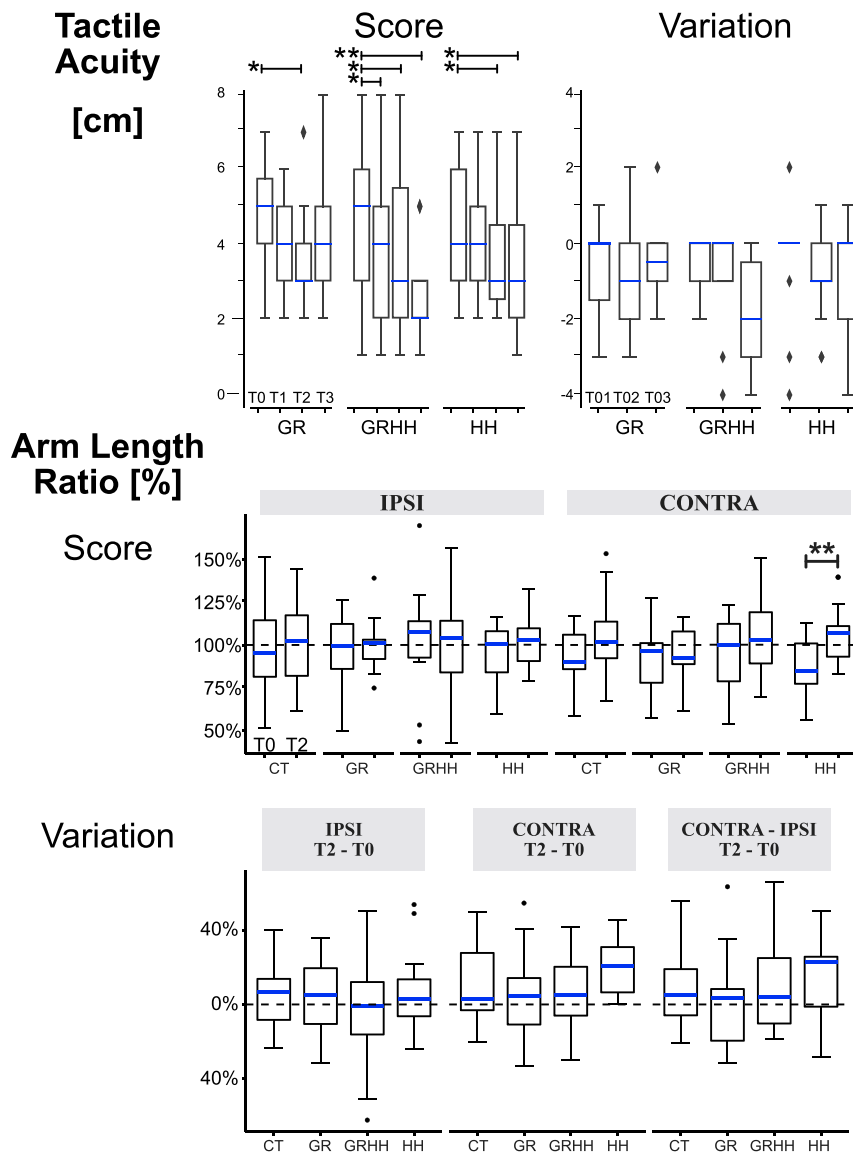 Tactile
Acuity
[cm]
Score
Variation
** *
* *
*
*
8
6
4
2
0
T0 T1 T2 T3
GR GRHH HH
4
2
0
-2
-4
T01 T02 T03
GR GRHH HH
Arm Length
Ratio [%]
IPSI CONTRA
Score
**
150%
125%
100%
75%
50%
T0 T2
CT GR GRHH HH CT GR GRHH HH
Variation
IPSI
T2 - T0
CONTRA
T2 - T0
CONTRA - IPSI
T2 - T0
40%
0%
40%
CT GR GRHH HH CT GR GRHH HH CT GR GRHH HH